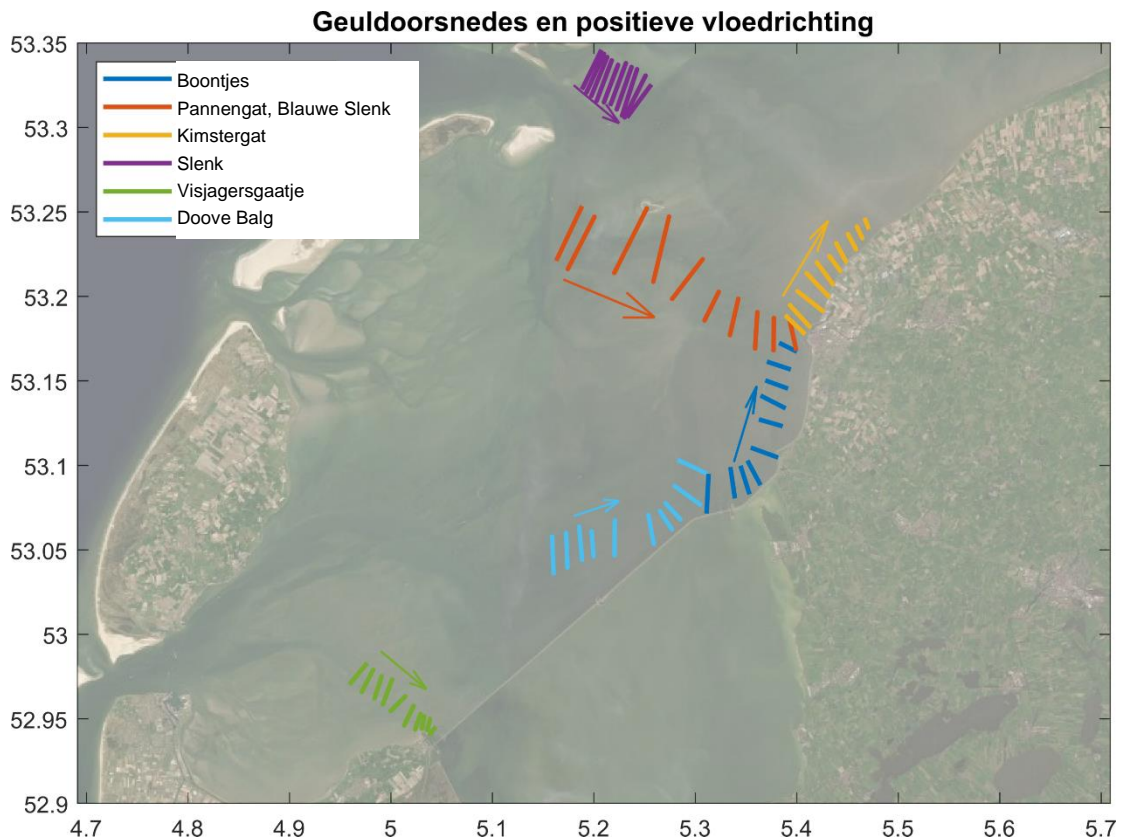 Geuldoorsnedes en positieve vloedrichting
53.35
53.3
53.25
53.2
53.15
53.1
53.05
53
52.95
52.9
Boontjes
Pannengat, Blauwe Slenk
Kimstergat
Slenk
Visjagersgaatje
Doove Balg
4.7 4.8 4.9 5 5.1 5.2 5.3 5.4 5.5 5.6 5.7